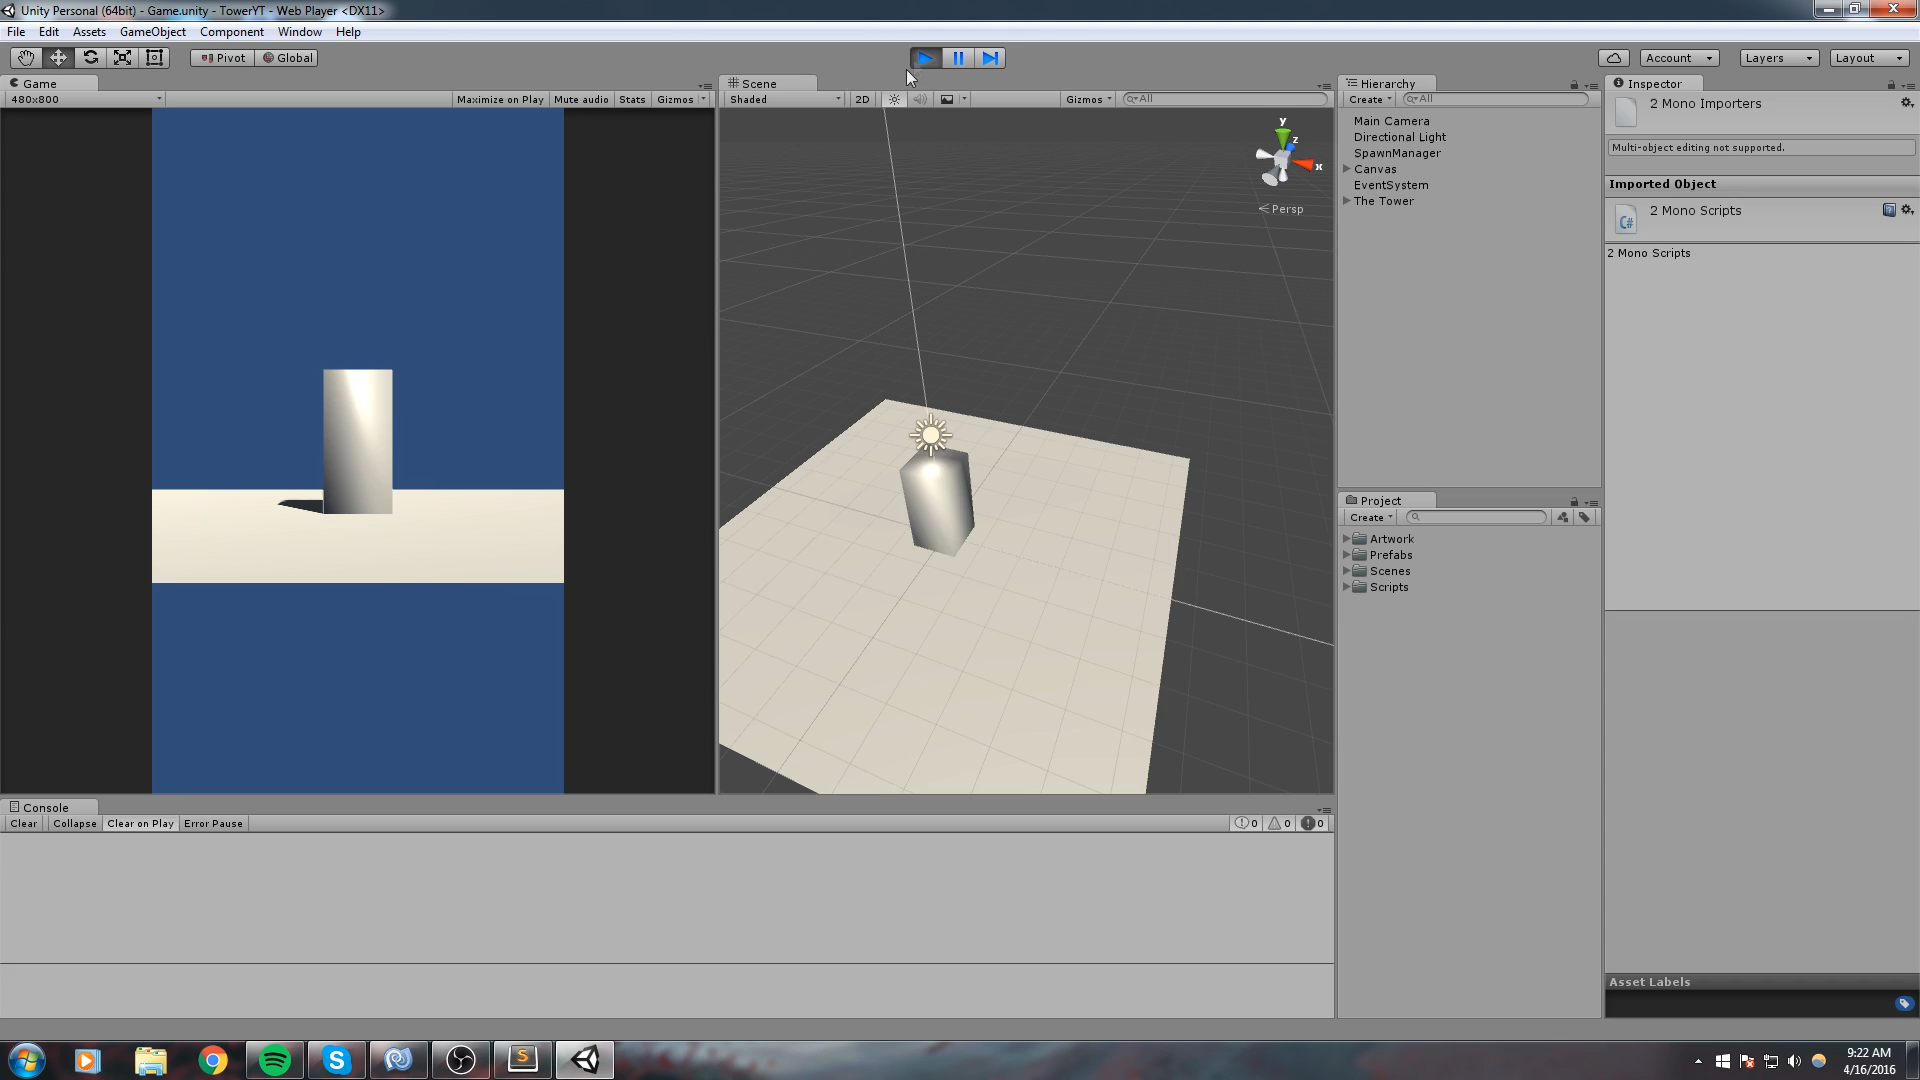 Unity Personal (64bit) - Game.unity - TowerYT - Web Player <DX11>
File Edit Assets GameObject Component Window Help
Pivot Global Account Layers Layout
Game
480x800 Maximize on Play Mute audio Stats Gizmos
Scene
Shaded 2D Gizmos All
y
z
x
Persp
Hierarchy
Create All
Main Camera
Directional Light
SpawnManager
Canvas
EventSystem
The Tower
Project
Create
Artwork
Prefabs
Scenes
Scripts
Inspector
2 Mono Importers
Multi-object editing not supported.
Imported Object
C#
2 Mono Scripts
2 Mono Scripts
Asset Labels
Console
Clear Collapse Clear on Play Error Pause 0 0 0
S S
9:22 AM
4/16/2016